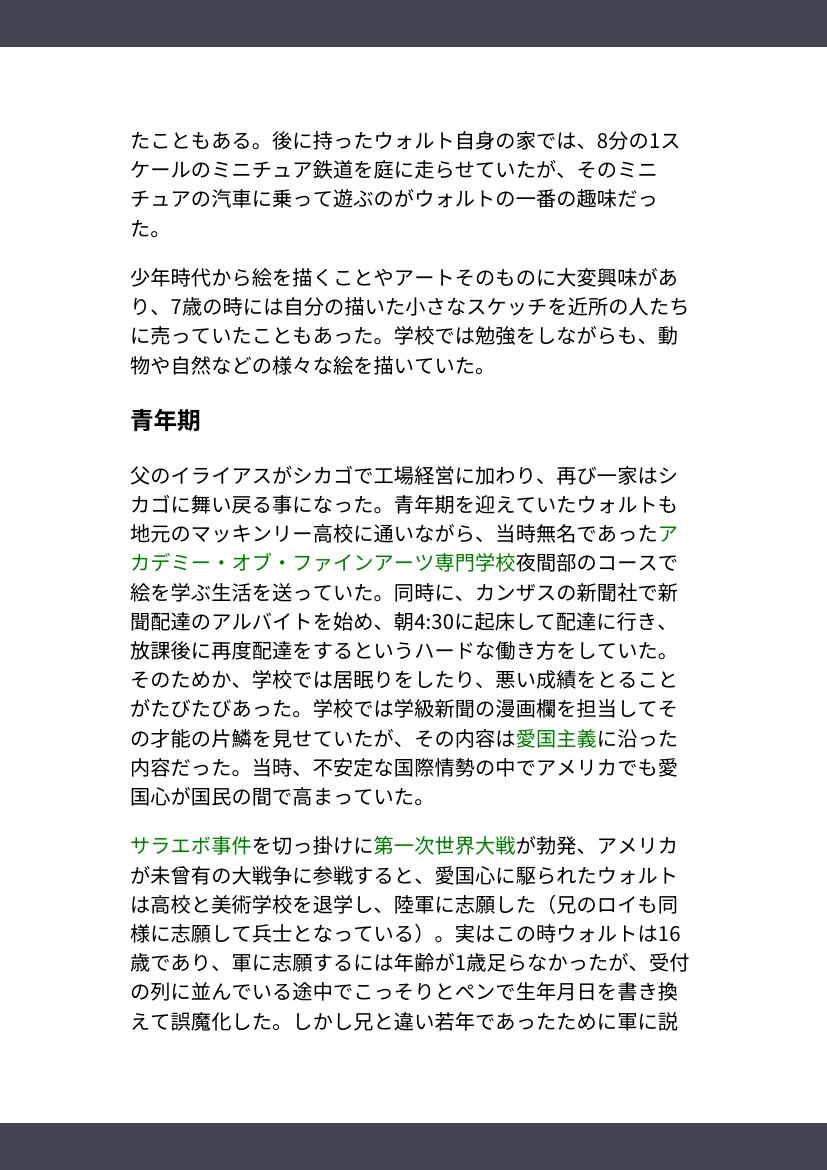 たこともある。後に持ったウォルト自身の家では、8分の1ス
ケールのミニチュア鉄道を庭に走らせていたが、そのミニ
チュアの汽車に乗って遊ぶのがウォルトの一番の趣味だっ
た。
少年時代から絵を描くことやアートそのものに大変興味があ
り、7歳の時には自分の描いた小さなスケッチを近所の人たち
に売っていたこともあった。学校では勉強をしながらも、動
物や自然などの様々な絵を描いていた。
青年期
父のイライアスがシカゴで工場経営に加わり、再び一家はシ
カゴに舞い戻る事になった。青年期を迎えていたウォルトも
地元のマッキンリー高校に通いながら、当時無名であったア
カデミー・オブ・ファインアーツ専門学校夜間部のコースで
絵を学ぶ生活を送っていた。同時に、カンザスの新聞社で新
聞配達のアルバイトを始め、朝4:30に起床して配達に行き、
放課後に再度配達をするというハードな働き方をしていた。
そのためか、学校では居眠りをしたり、悪い成績をとること
がたびたびあった。学校では学級新聞の漫画欄を担当してそ
の才能の片鱗を見せていたが、その内容は愛国主義に沿った
内容だった。当時、不安定な国際情勢の中でアメリカでも愛
国心が国民の間で高まっていた。
サラエボ事件を切っ掛けに第一次世界大戦が勃発、アメリカ
が未曾有の大戦争に参戦すると、愛国心に駆られたウォルト
は高校と美術学校を退学し、陸軍に志願した（兄のロイも同
様に志願して兵士となっている）。実はこの時ウォルトは16
歳であり、軍に志願するには年齢が1歳足らなかったが、受付
の列に並んでいる途中でこっそりとペンで生年月日を書き換
えて誤魔化した。しかし兄と違い若年であったために軍に説